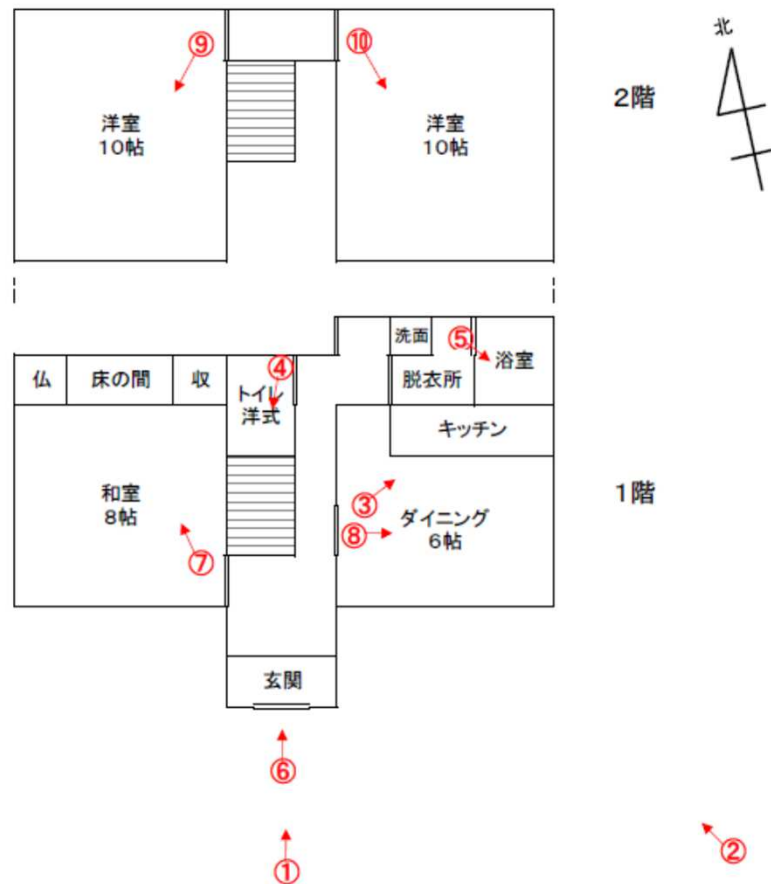 ⑨
⑩
北
2階
洋室
10帖
洋室
10帖
洗面
⑤
浴室
仏
床の間
収
④
トイレ
洋式
脱衣所
キッチン
1階
和室
8帖
③
ダイニング
6帖
⑧
⑦
玄関
⑥
①
②